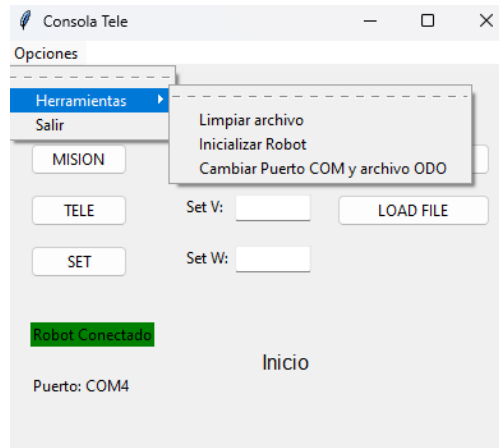 Consola Tele
Opciones
Herramientas
Salir
Limpiar archivo
Inicializar Robot
Cambiar Puerto COM y archivo ODO
MISION
TELE
Set V:
LOAD FILE
SET
Set W:
Robot Conectado
Inicio
Puerto: COM4